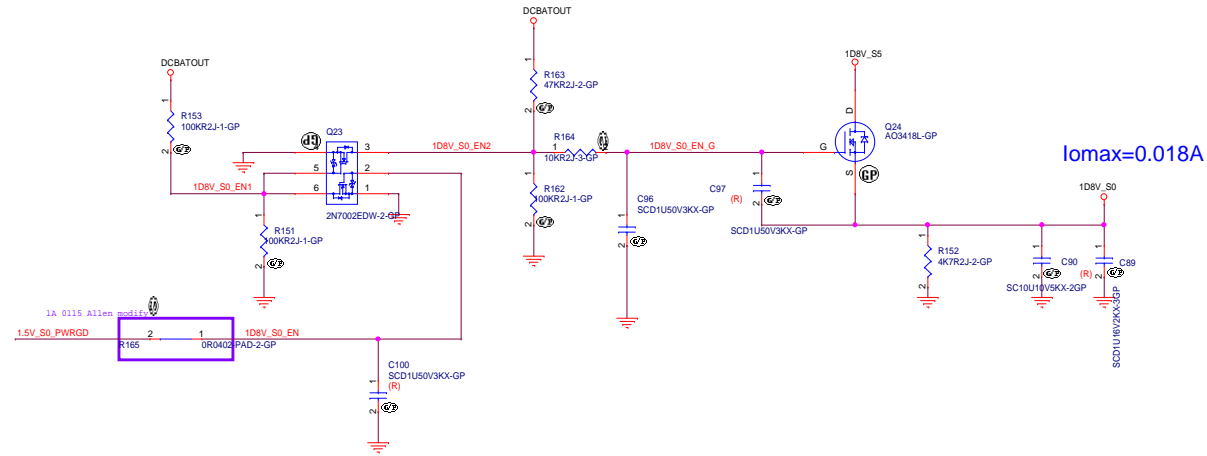 DCBATOUT
R163
47KR2J-2-GP
DCBATOUT
R153
100KR2J-1-GP
1D8V_S5
Q24
AO3418L-GP
D
G
S
GP
Iomax=0.018A
Q23
GP
4
3
5
2
6
1
2N7002EDW-2-GP
1D8V_S0_EN1
1D8V_S0_EN2
R164
1
2
10KR2J-3-GP
1D8V_S0_EN_G
R162
100KR2J-1-GP
C96
SCD1U50V3KX-GP
C97
(R)
SCD1U50V3KX-GP
1D8V_S0
R151
100KR2J-1-GP
R152
4K7R2J-2-GP
C90
SC10U10V5KX-2GP
(R)
C89
SCD1U16V2KX-3GP
1A 0115 Allen modify
1.5V_S0_PWRGD
2
1
1D8V_S0_EN
R165
0R0402-PAD-2-GP
C100
SCD1U50V3KX-GP
(R)